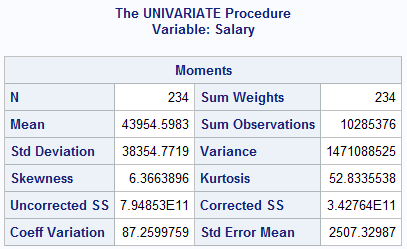 The UNIVARIATE Procedure
Variable: Salary
Moments
N 234 Sum Weights 234
Mean 43954.5983 Sum Observations 10285376
Std Deviation 38354.7719 Variance 1471088525
Skewness 6.3663896 Kurtosis 52.8335538
Uncorrected SS 7.94853E11 Corrected SS 3.42764E11
Coeff Variation 87.2599759 Std Error Mean 2507.32987